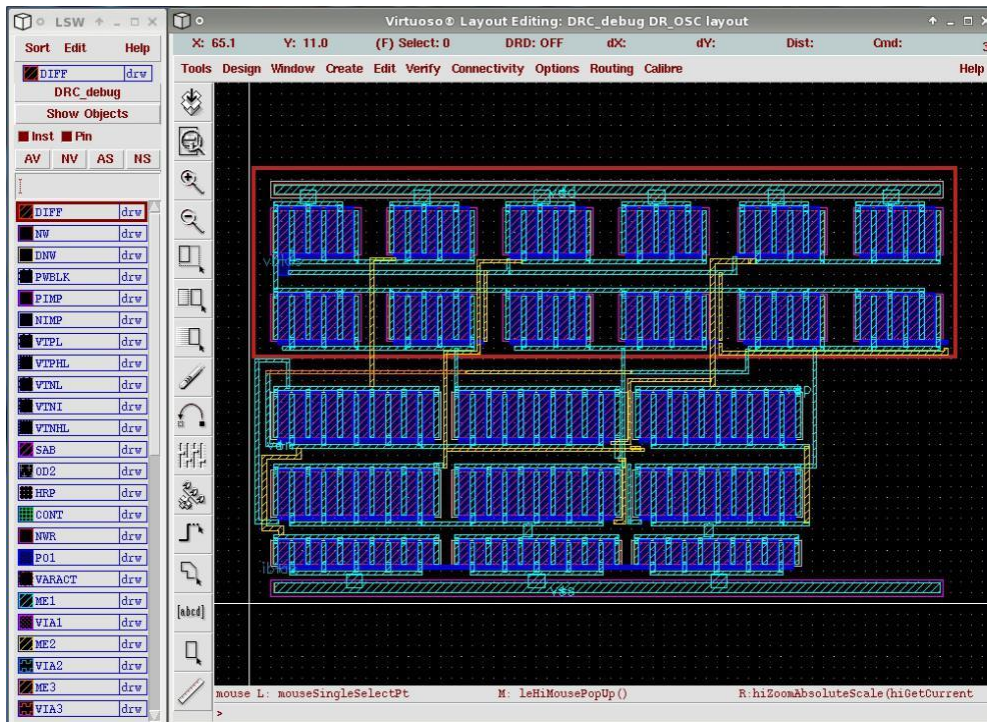 LSW
Sort Edit Help
DIFF drw
DRC_debug
Show Objects
Inst Pin
AV NV AS NS
DIFF drw
NW drw
DNW drw
PWBLK drw
PIMP drw
NIMP drw
VTPL drw
VTPHL drw
VTNL drw
VTNI drw
VTNHL drw
SAB drw
OD2 drw
HRP drw
CONT drw
NWR drw
PO1 drw
VARACT drw
ME1 drw
VIA1 drw
ME2 drw
VIA2 drw
ME3 drw
VIA3 drw
Virtuoso® Layout Editing: DRC_debug DR_OSC layout
X: 65.1 Y: 11.0 (F) Select: 0 DRD: OFF dX: dY: Dist: Cmd: 3
Tools Design Window Create Edit Verify Connectivity Options Routing Calibre Help
[abcd]
vdd
vss
mouse L: mouseSingleSelectPt M: leHiMousePopUp() R:hiZoomAbsoluteScale(hiGetCurrent
>